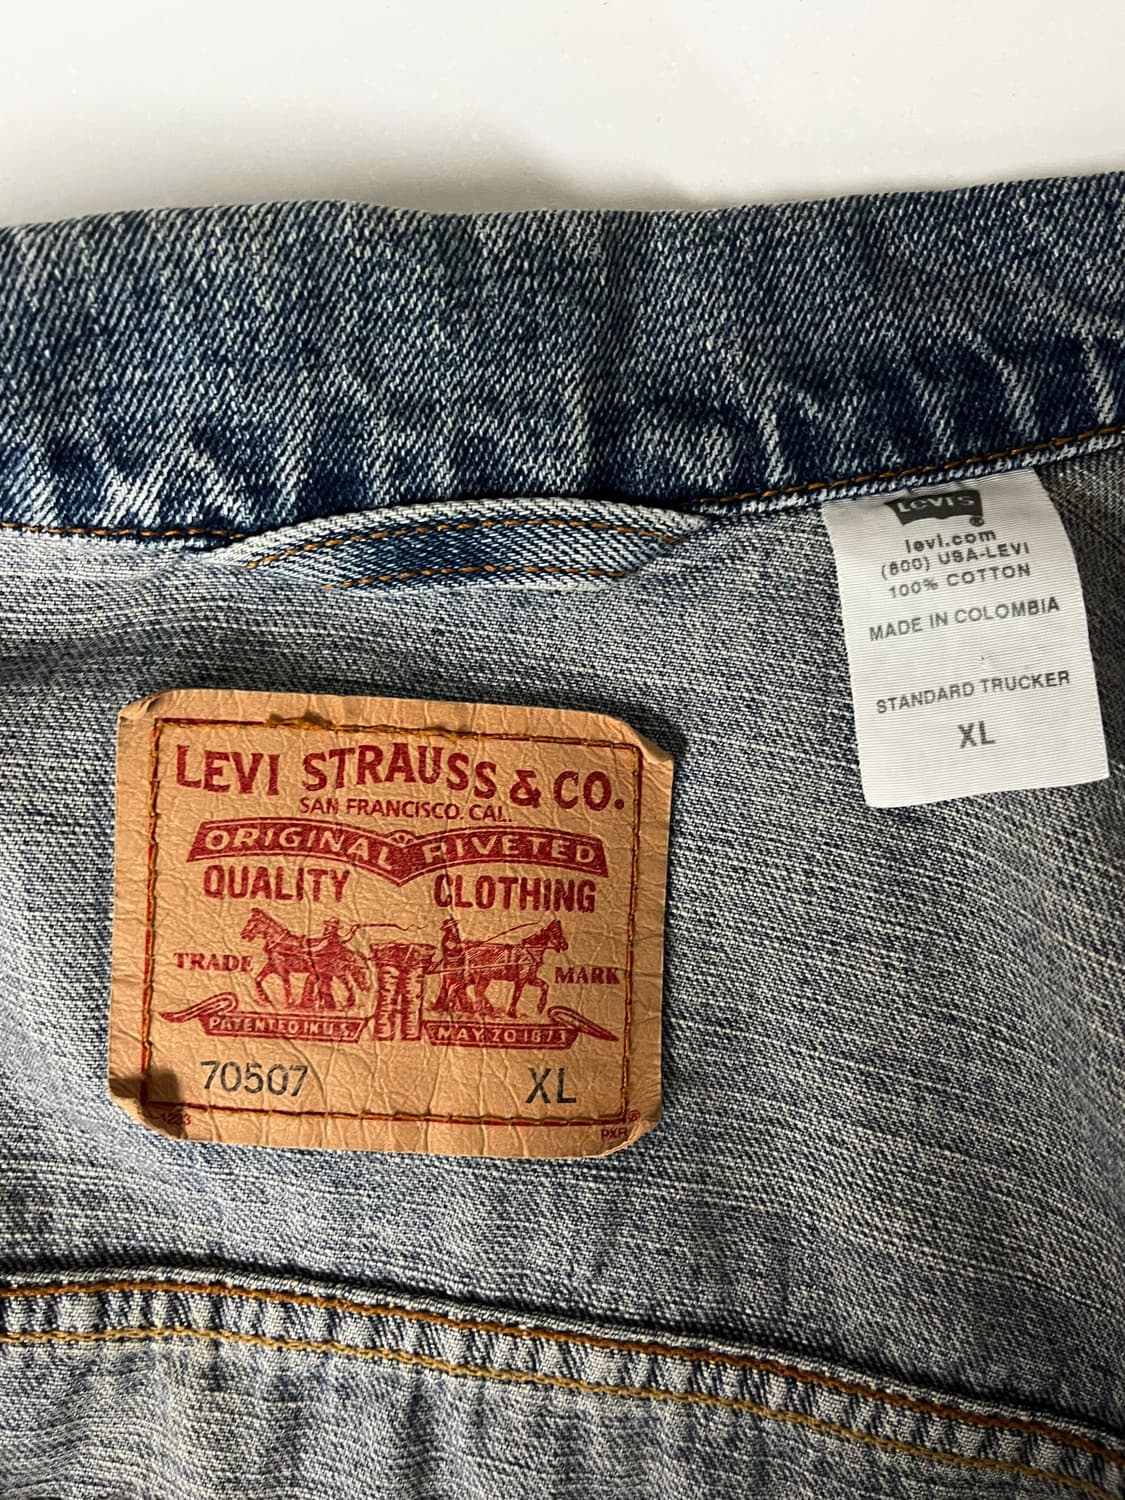 LEVI'S
®
levi.com
(800) USA-LEVI
100% COTTON
MADE IN COLOMBIA
STANDARD TRUCKER
XL
LEVI STRAUSS & CO.
SAN FRANCISCO. CAL.
ORIGINAL RIVETED
QUALITY CLOTHING
TRADE MARK
PATENTED IN U.S. MAY 20 1873
70507 XL
®